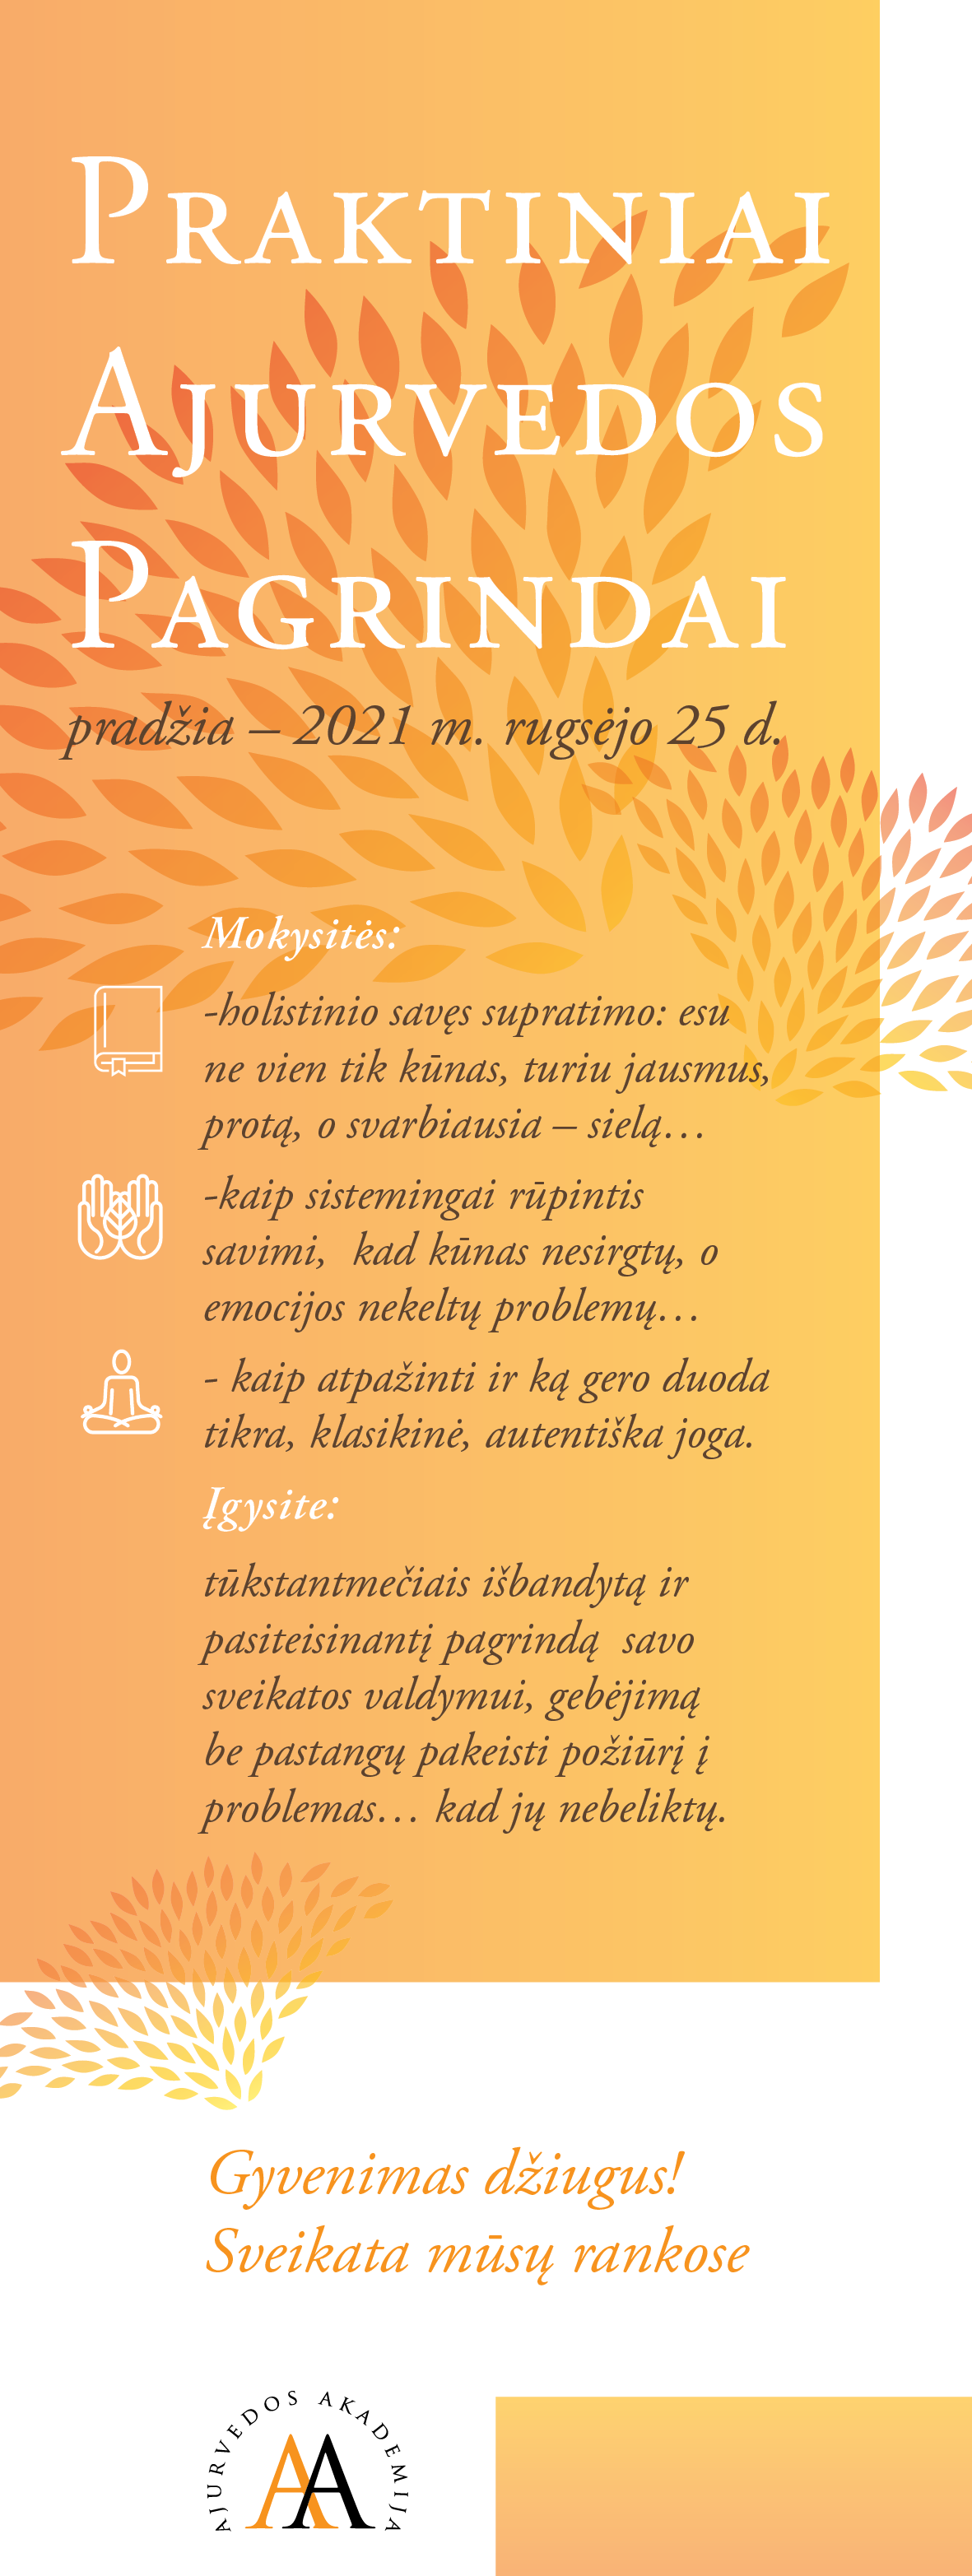 Praktiniai
Ajurvedos
Pagrindai
pradžia – 2021 m. rugsėjo 25 d.
Mokysitės:
-holistinio savęs supratimo: esu
ne vien tik kūnas, turiu jausmus,
protą, o svarbiausia – sielą…
-kaip sistemingai rūpintis
savimi,  kad kūnas nesirgtų, o
emocijos nekeltų problemų…
- kaip atpažinti ir ką gero duoda
tikra, klasikinė, autentiška joga.
Įgysite:
tūkstantmečiais išbandytą ir
pasiteisinantį pagrindą  savo
sveikatos valdymui, gebėjimą
be pastangų pakeisti požiūrį į
problemas… kad jų nebeliktų.
Gyvenimas džiugus!
Sveikata mūsų rankose
AJURVEDOS AKADEMIJA
AA